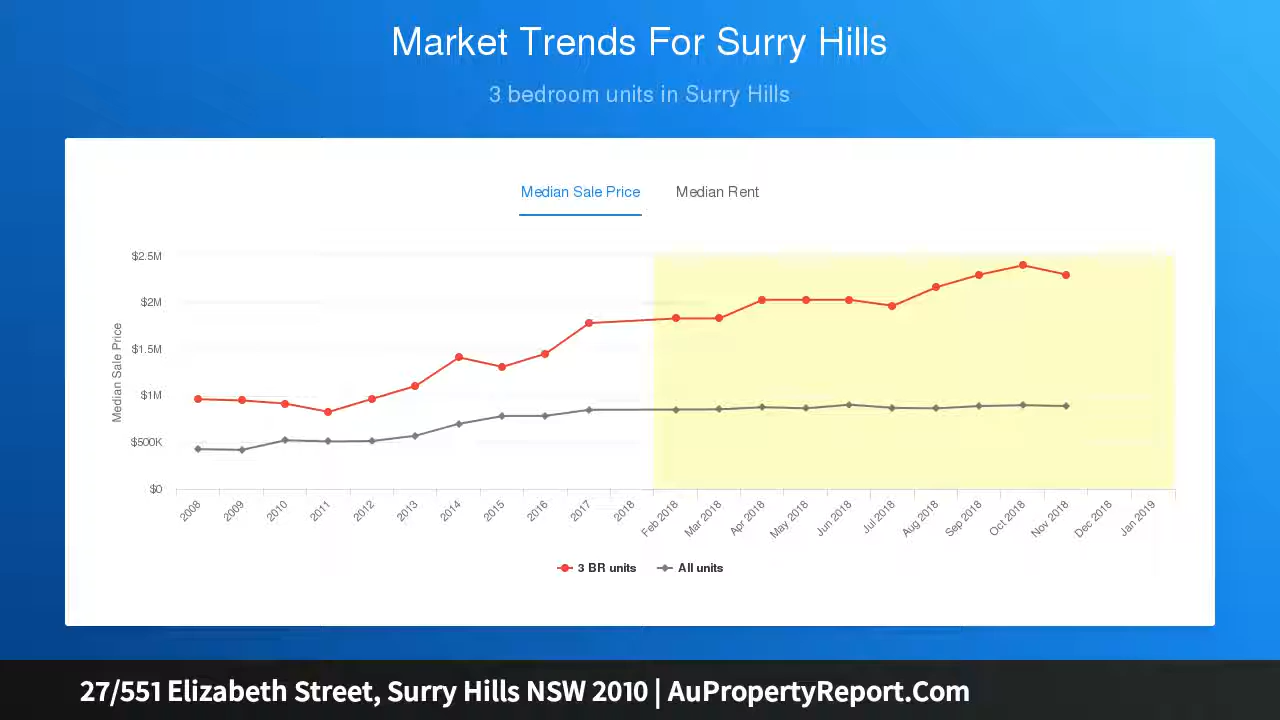 Market Trends For Surry Hills
3 bedroom units in Surry Hills
Median Sale Price Median Rent
Median Sale Price
$2.5M
$2M
$1.5M
$1M
$500K
$0
2008 2009 2010 2011 2012 2013 2014 2015 2016 2017 2018 Feb 2018 Mar 2018 Apr 2018 May 2018 Jun 2018 Jul 2018 Aug 2018 Sep 2018 Oct 2018 Nov 2018 Dec 2018 Jan 2019
3 BR units All units
27/551 Elizabeth Street, Surry Hills NSW 2010 | AuPropertyReport.Com